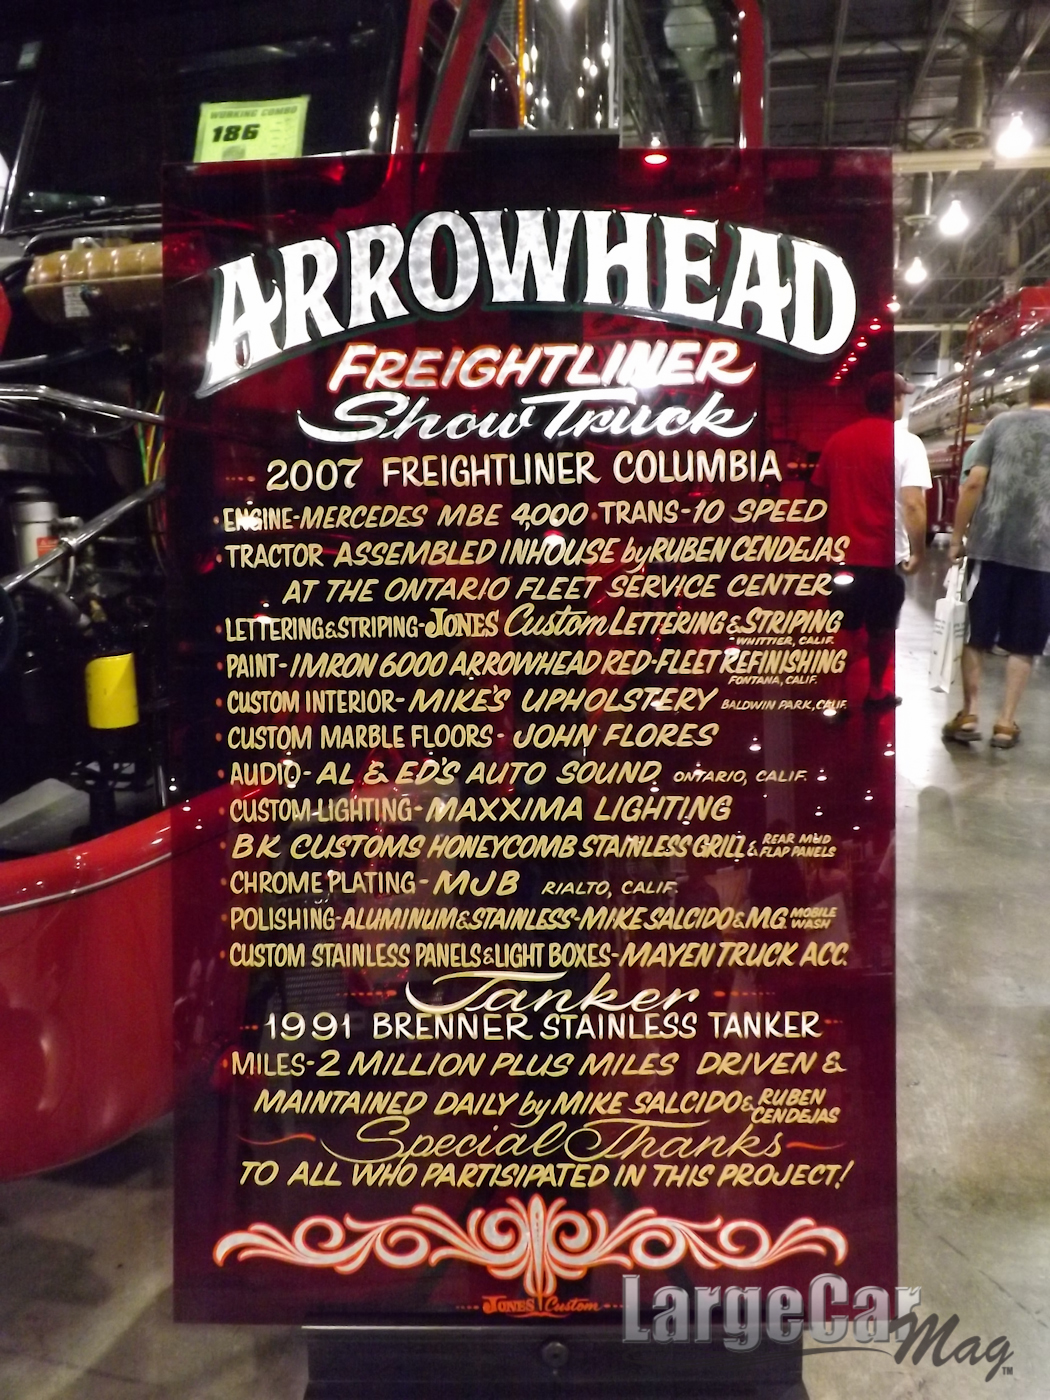 WORKING COMBO
186
ARROWHEAD
FREIGHTLINER
Show Truck
2007 FREIGHTLINER COLUMBIA
ENGINE-MERCEDES MBE 4,000 · TRANS-10 SPEED
· TRACTOR ASSEMBLED INHOUSE by RUBEN CENDEJAS
AT THE ONTARIO FLEET SERVICE CENTER
· LETTERING & STRIPING-JONES Custom LETTERING & STRIPING
WHITTIER, CALIF.
· PAINT-IMRON 6000 ARROWHEAD RED-FLEET REFINISHING
FONTANA, CALIF.
· CUSTOM INTERIOR-MIKE'S UPHOLSTERY BALDWIN PARK, CALIF.
· CUSTOM MARBLE FLOORS-JOHN FLORES
· AUDIO-AL & ED'S AUTO SOUND ONTARIO, CALIF.
· CUSTOM-LIGHTING-MAXXIMA LIGHTING
· BK CUSTOMS HONEYCOMB STAINLESS GRILL & REAR MUD
FLAP PANELS
· CHROME PLATING-MJB RIALTO, CALIF.
· POLISHING-ALUMINUM & STAINLESS-MIKE SALCIDO & M.G. MOBILE
WASH
· CUSTOM STAINLESS PANELS & LIGHT BOXES-MAYEN TRUCK ACC.
Tanker
1991 BRENNER STAINLESS TANKER
· MILES-2 MILLION PLUS MILES DRIVEN &
MAINTAINED DAILY by MIKE SALCIDO & RUBEN
CENDEJAS
Special Thanks
TO ALL WHO PARTISIPATED IN THIS PROJECT!
JONES Custom
LargeCar
Mag™